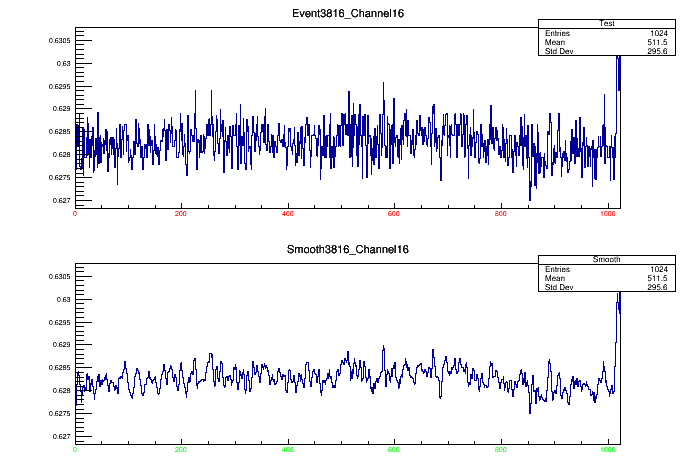 Event3816_Channel16
Test
Entries 1024
Mean 511.5
Std Dev 295.6
0.6305
0.63
0.6295
0.629
0.6285
0.628
0.6275
0.627
0 200 400 600 800 1000
Smooth3816_Channel16
Smooth
Entries 1024
Mean 511.5
Std Dev 295.6
0.6305
0.63
0.6295
0.629
0.6285
0.628
0.6275
0.627
0 200 400 600 800 1000